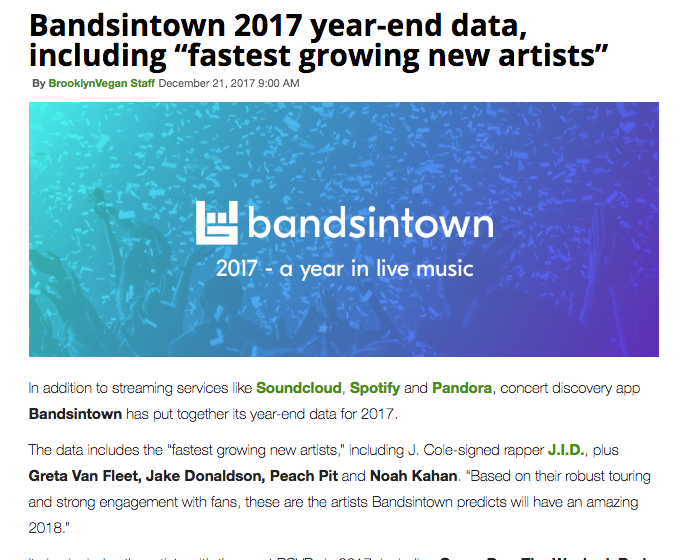 Bandsintown 2017 year-end data,
including “fastest growing new artists”
By BrooklynVegan Staff December 21, 2017 9:00 AM
bandsintown
2017 - a year in live music
In addition to streaming services like Soundcloud, Spotify and Pandora, concert discovery app
Bandsintown has put together its year-end data for 2017.
The data includes the “fastest growing new artists,” including J. Cole-signed rapper J.I.D., plus
Greta Van Fleet, Jake Donaldson, Peach Pit and Noah Kahan. “Based on their robust touring
and strong engagement with fans, these are the artists Bandsintown predicts will have an amazing
2018."